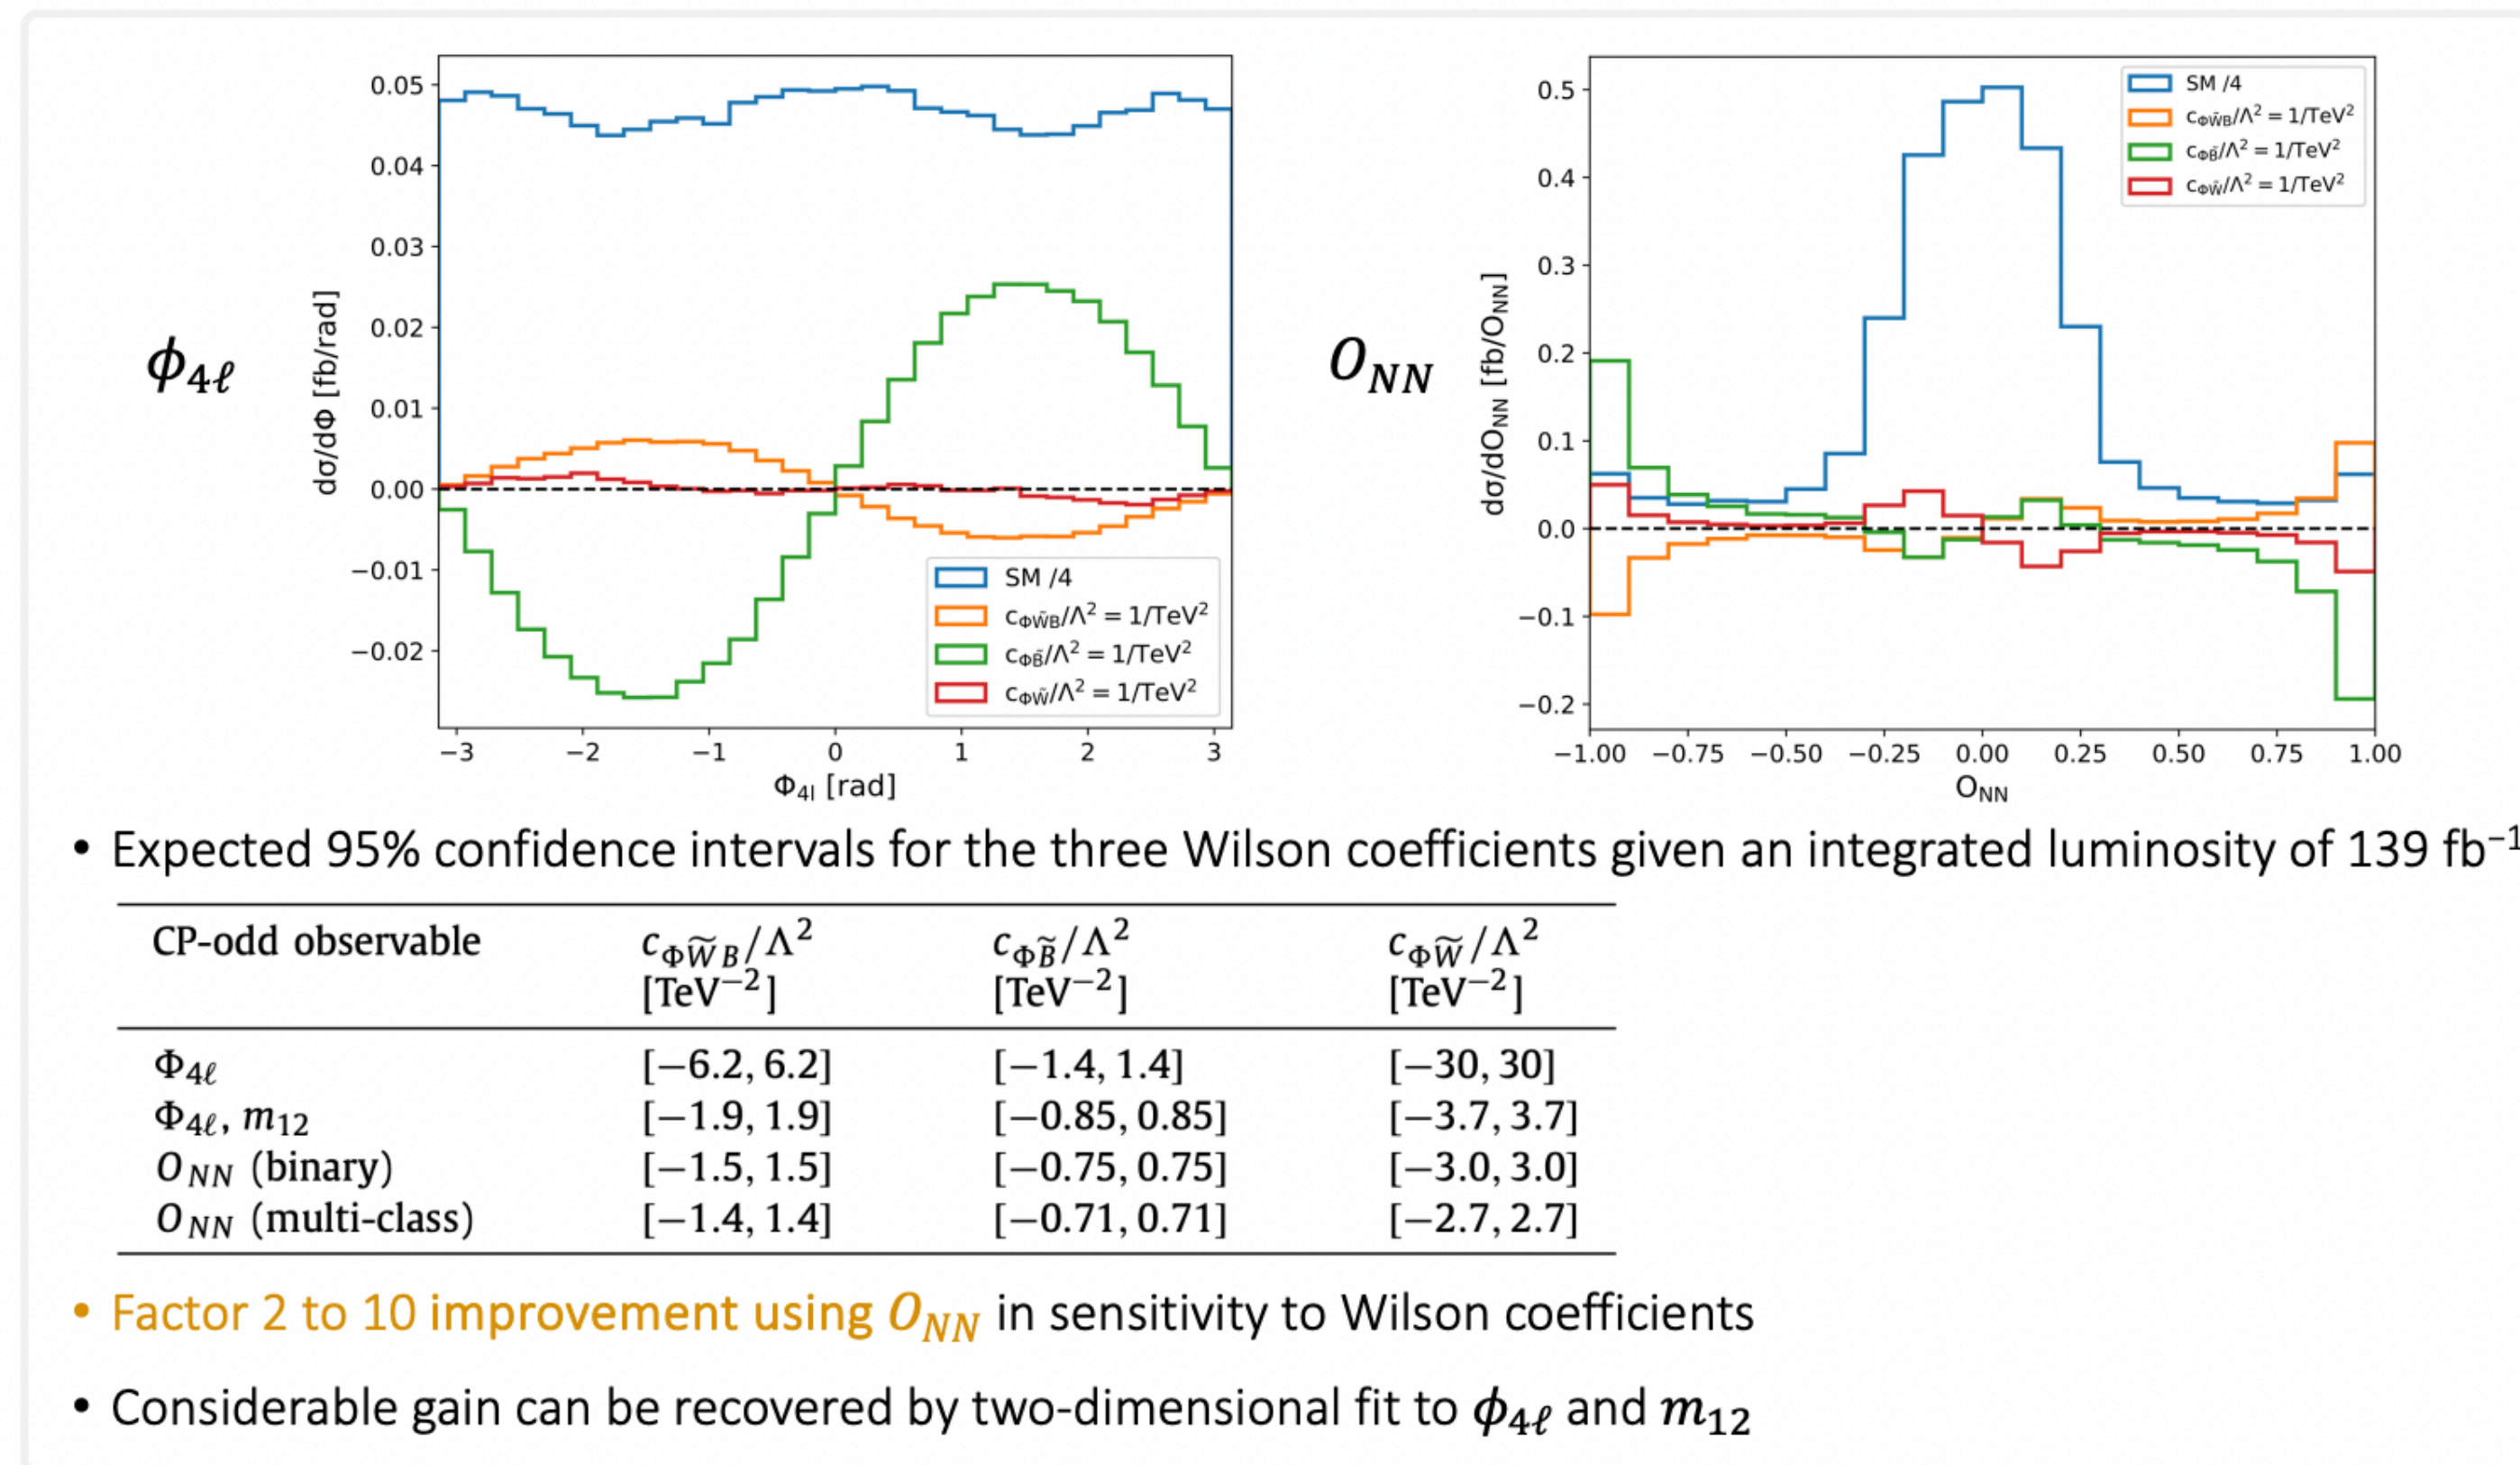 ϕ4ℓ
dσ/dΦ [fb/rad]
0.05
0.04
0.03
0.02
0.01
0.00
−0.01
−0.02
SM /4
cΦW̃B/Λ² = 1/TeV²
cΦB̃/Λ² = 1/TeV²
cΦW̃/Λ² = 1/TeV²
−3 −2 −1 0 1 2 3
Φ4l [rad]
O_NN
dσ/dO_NN [fb/O_NN]
0.5
0.4
0.3
0.2
0.1
0.0
−0.1
−0.2
SM /4
cΦW̃B/Λ² = 1/TeV²
cΦB̃/Λ² = 1/TeV²
cΦW̃/Λ² = 1/TeV²
−1.00 −0.75 −0.50 −0.25 0.00 0.25 0.50 0.75 1.00
O_NN
• Expected 95% confidence intervals for the three Wilson coefficients given an integrated luminosity of 139 fb⁻¹
CP-odd observable cΦW̃B/Λ² cΦB̃/Λ² cΦW̃/Λ²
[TeV⁻²] [TeV⁻²] [TeV⁻²]
Φ4ℓ [−6.2, 6.2] [−1.4, 1.4] [−30, 30]
Φ4ℓ, m12 [−1.9, 1.9] [−0.85, 0.85] [−3.7, 3.7]
O_NN (binary) [−1.5, 1.5] [−0.75, 0.75] [−3.0, 3.0]
O_NN (multi-class) [−1.4, 1.4] [−0.71, 0.71] [−2.7, 2.7]
• Factor 2 to 10 improvement using O_NN in sensitivity to Wilson coefficients
• Considerable gain can be recovered by two-dimensional fit to ϕ4ℓ and m12